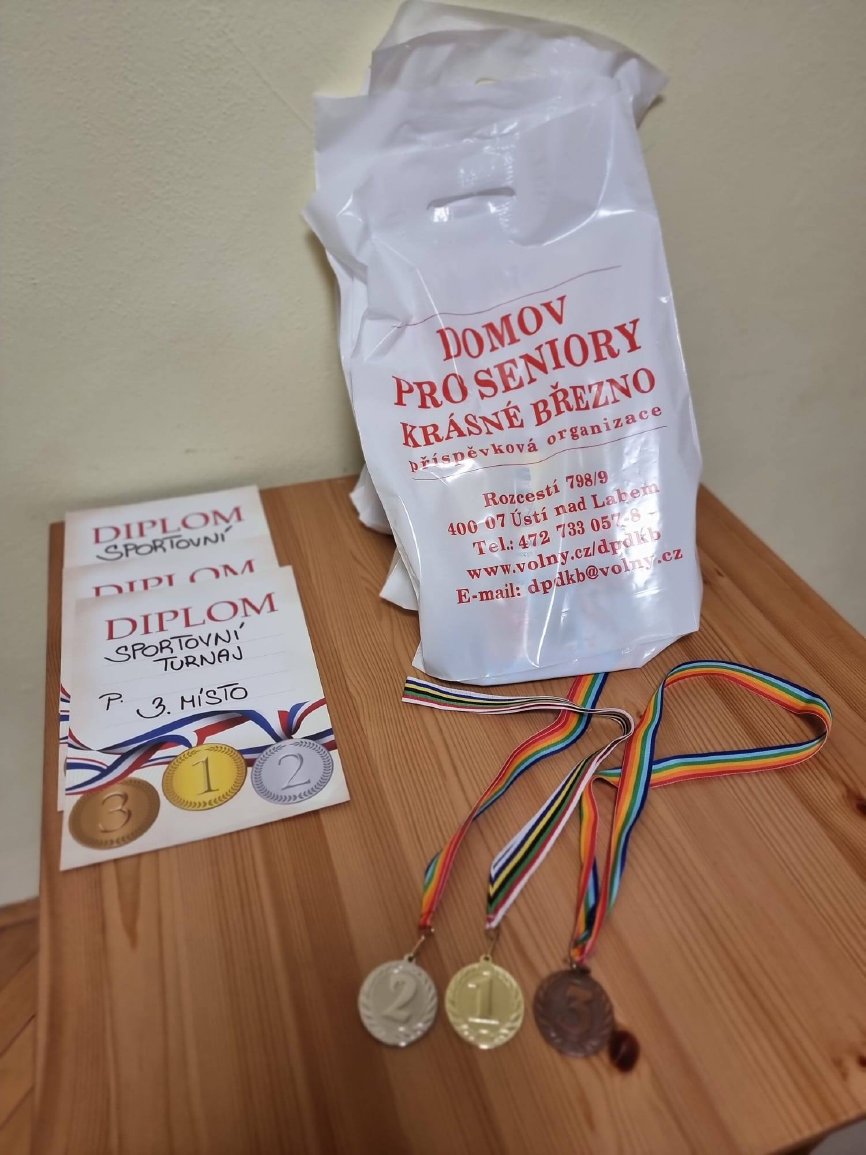 DOMOV
PRO SENIORY
KRÁSNÉ BŘEZNO
příspěvková organizace
Rozcestí 798/9
400 07 Ústí nad Labem
Tel.: 472 733 057-8
www.volny.cz/dpdkb
E-mail: dpdkb@volny.cz
DIPLOM
SPORTOVNÍ
DIPLOM
DIPLOM
SPORTOVNÍ
TURNAJ
P. 3. MÍSTO
3 1 2
2 1 3